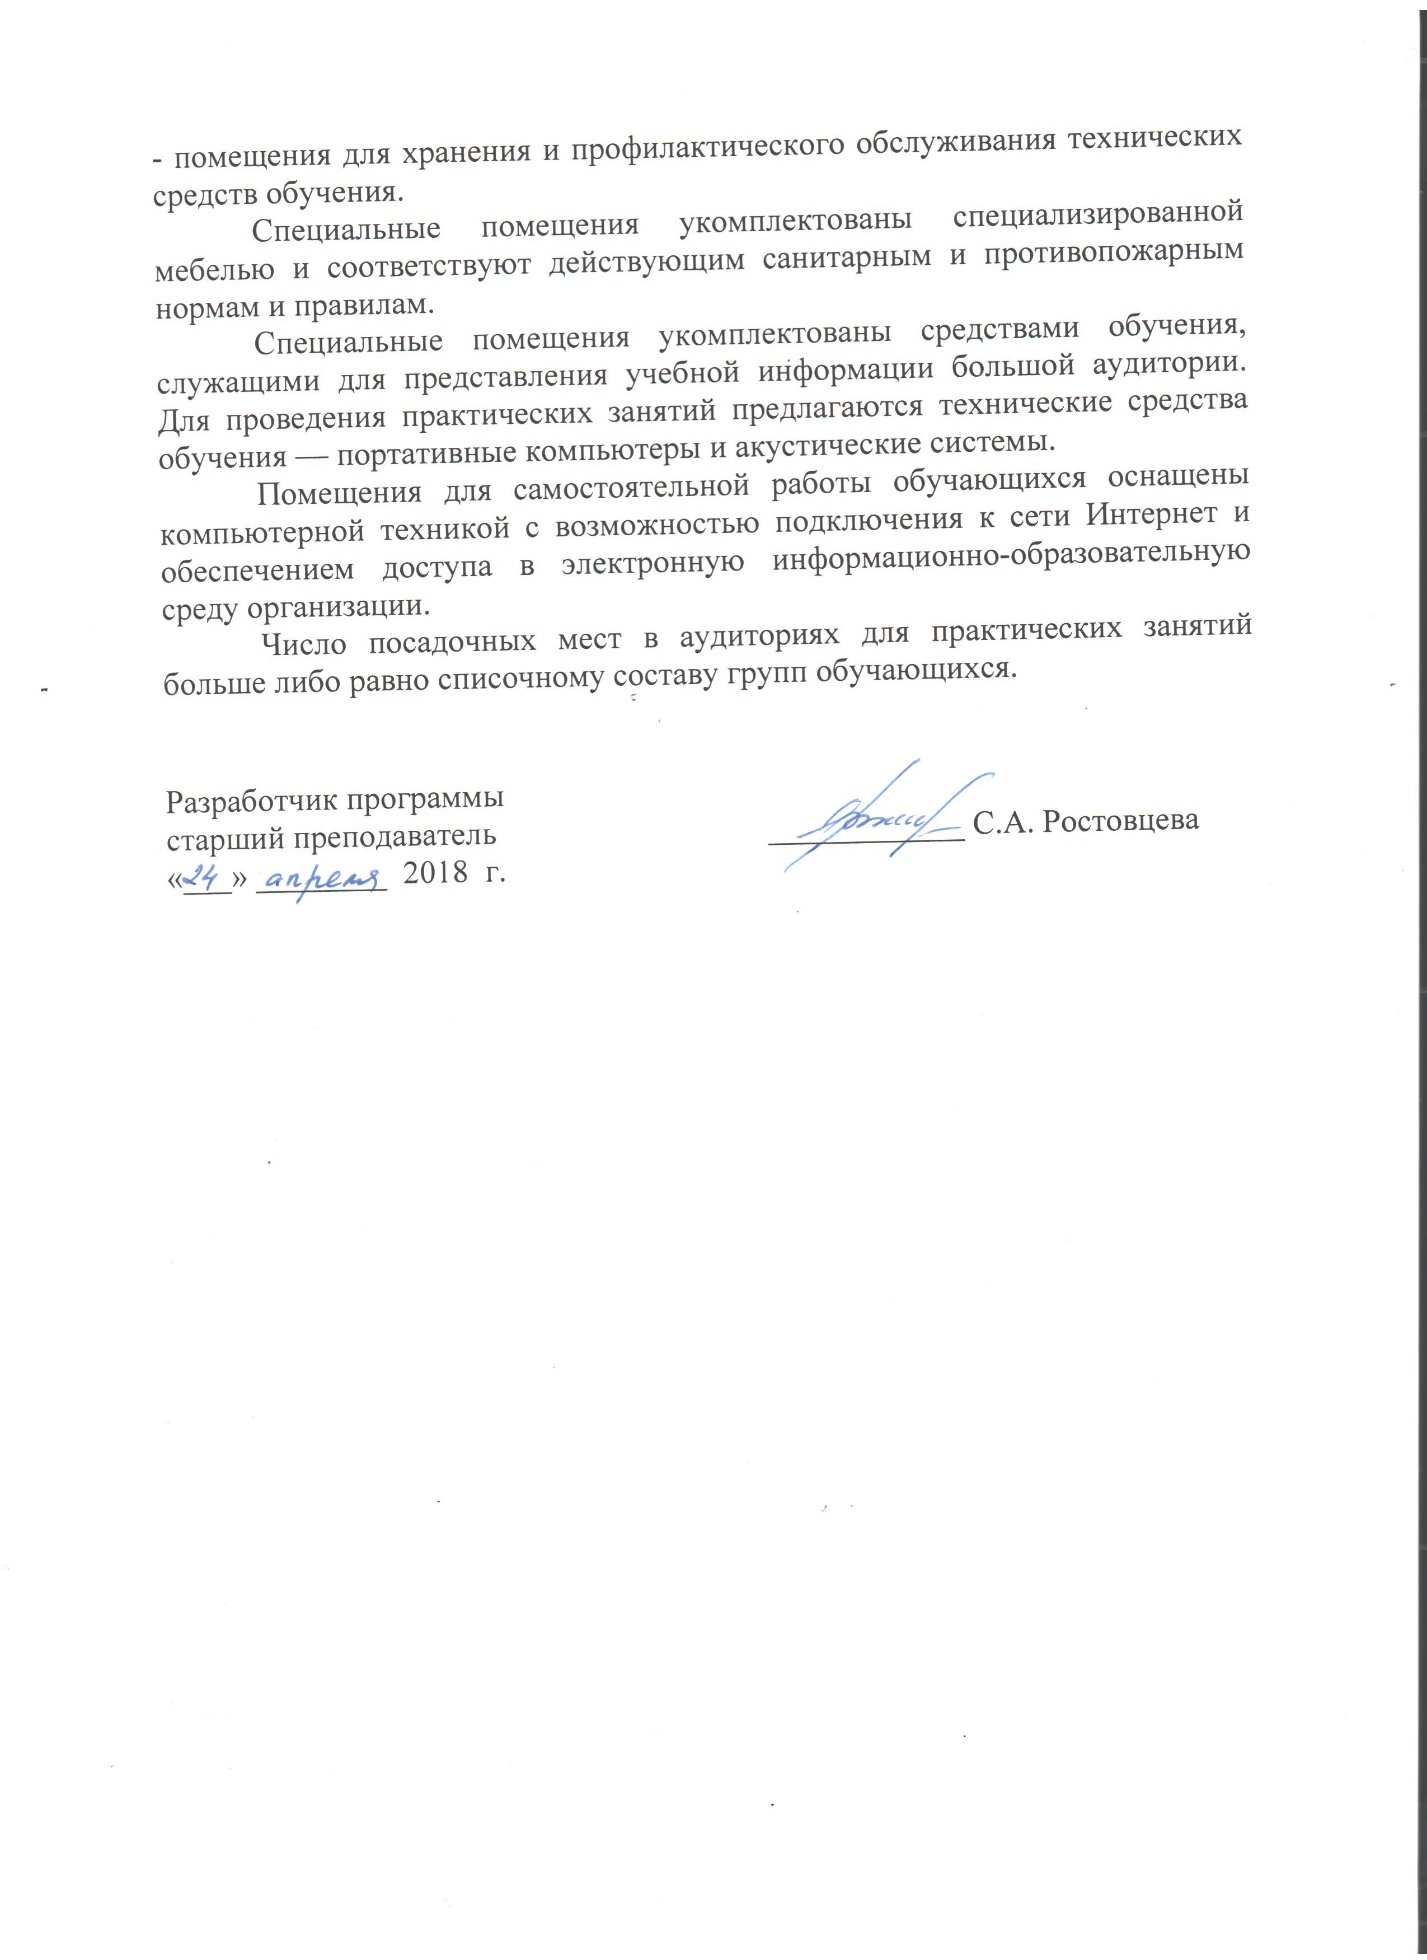 - помещения для хранения и профилактического обслуживания технических
средств обучения.
Специальные помещения укомплектованы специализированной
мебелью и соответствуют действующим санитарным и противопожарным
нормам и правилам.
Специальные помещения укомплектованы средствами обучения,
служащими для представления учебной информации большой аудитории.
Для проведения практических занятий предлагаются технические средства
обучения — портативные компьютеры и акустические системы.
Помещения для самостоятельной работы обучающихся оснащены
компьютерной техникой с возможностью подключения к сети Интернет и
обеспечением доступа в электронную информационно-образовательную
среду организации.
Число посадочных мест в аудиториях для практических занятий
больше либо равно списочному составу групп обучающихся.
Разработчик программы
старший преподаватель С.А. Ростовцева
«24» апреля 2018 г.